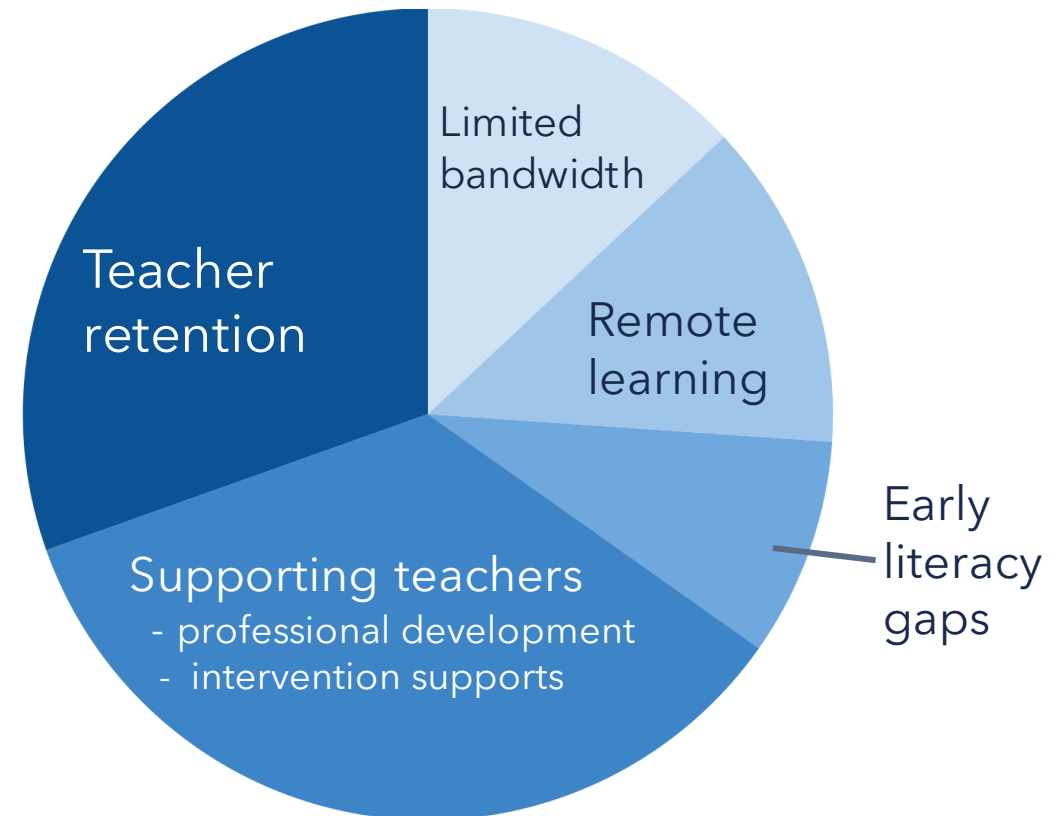 Limited
bandwidth
Teacher
retention
Remote
learning
Early
literacy
gaps
Supporting teachers
- professional development
- intervention supports